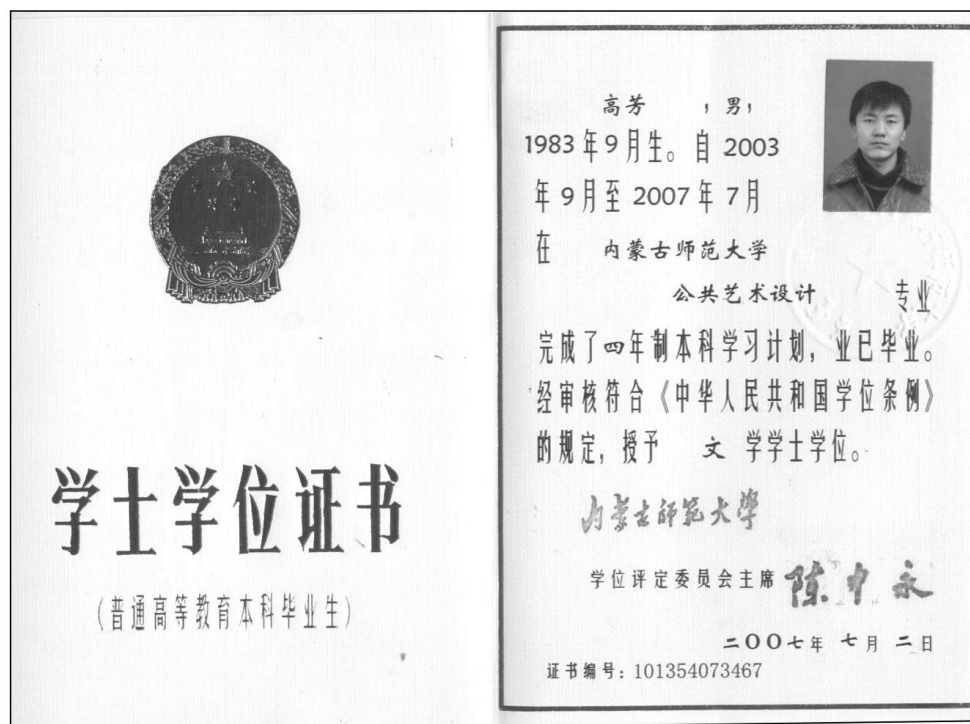 学士学位证书
(普通高等教育本科毕业生)
高芳 ，男，
1983年9月生。自2003
年9月至2007年7月
在 内蒙古师范大学
公共艺术设计 专业
完成了四年制本科学习计划，业已毕业。
经审核符合《中华人民共和国学位条例》
的规定，授予 文 学学士学位。
内蒙古师范大学
学位评定委员会主席 陈中永
二〇〇七年 七月 二日
证书编号：101354073467